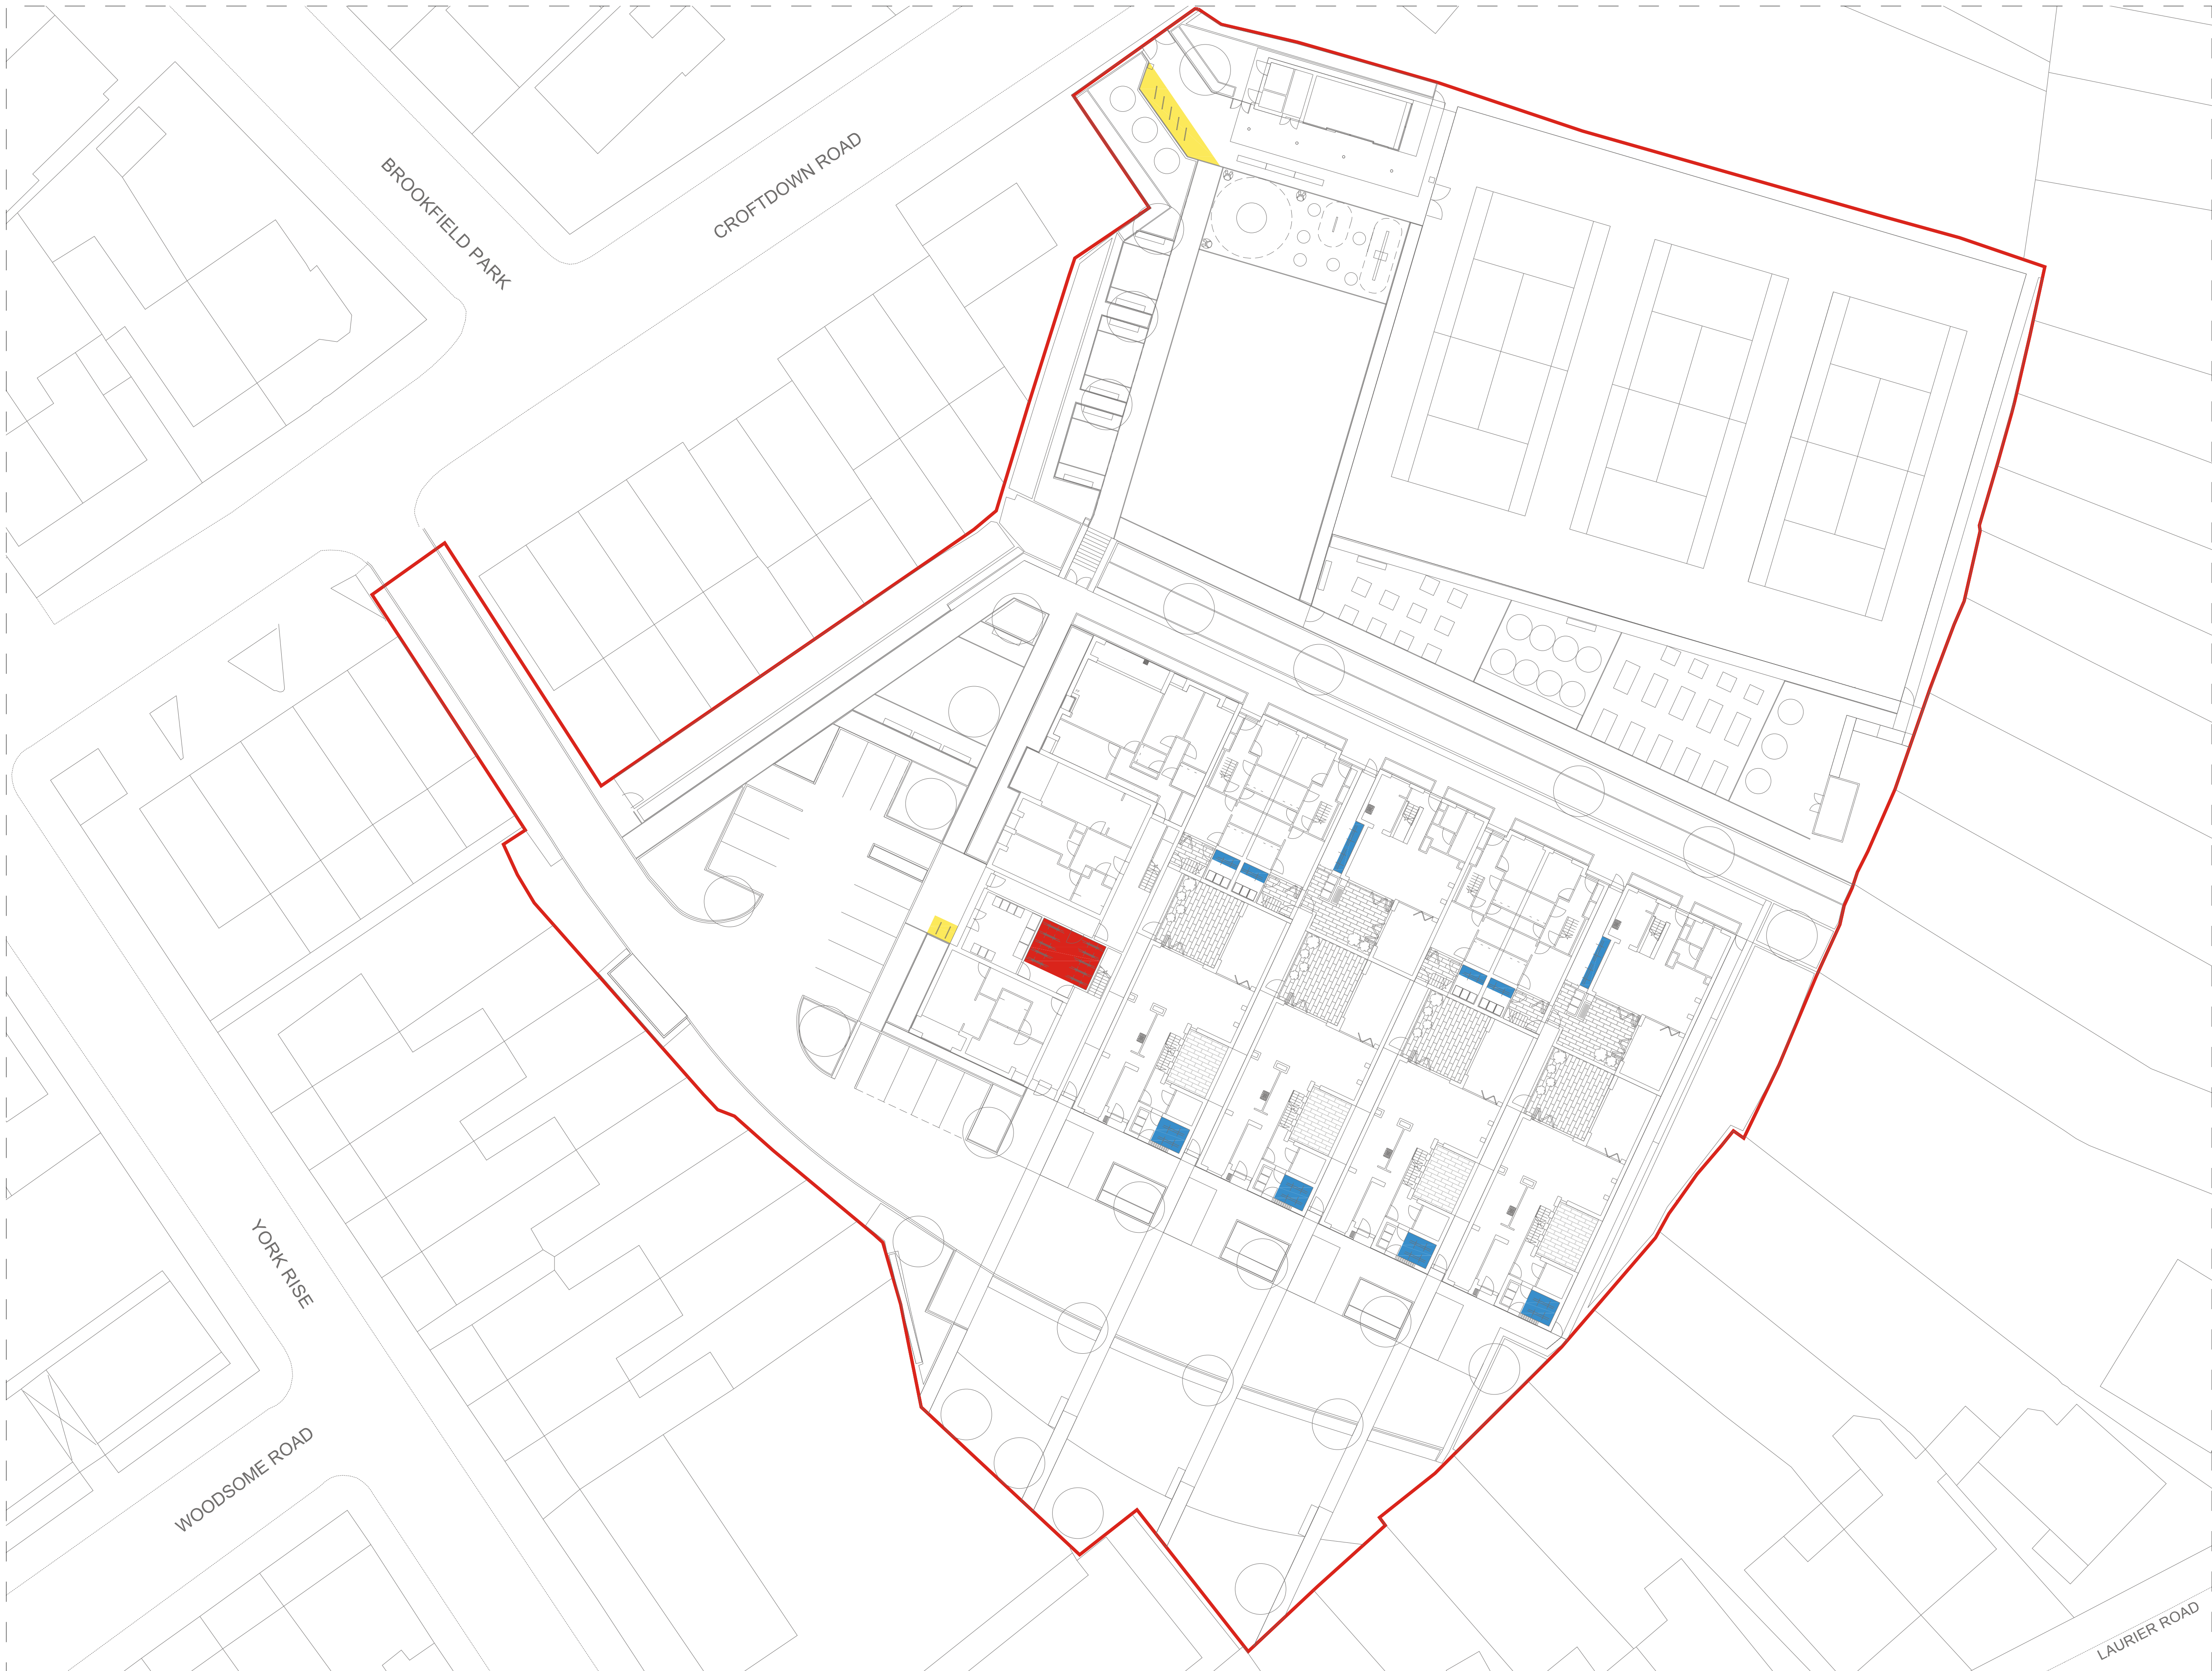 BROOKFIELD PARK
CROFTDOWN ROAD
YORK RISE
WOODSOME ROAD
LAURIER ROAD